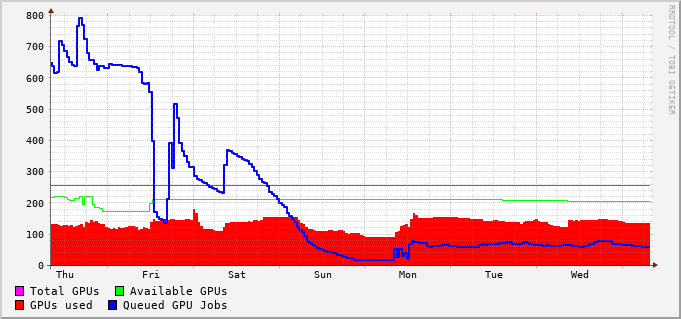 800
700
600
500
400
300
200
100
0
Thu Fri Sat Sun Mon Tue Wed
Total GPUs Available GPUs
GPUs used Queued GPU Jobs
RRDTOOL / TOBI OETIKER